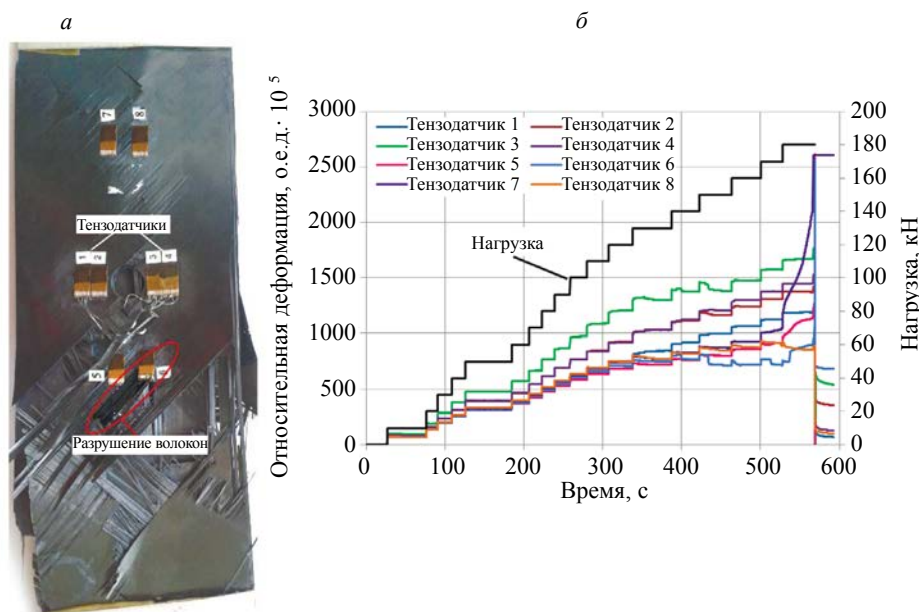 а
б
7
8
Тензодатчики
1
2
3
4
5
6
Разрушение волокон
Относительная деформация, о.е.д.· 10 5
3000
2500
2000
1500
1000
500
0
Тензодатчик 1
Тензодатчик 2
Тензодатчик 3
Тензодатчик 4
Тензодатчик 5
Тензодатчик 6
Тензодатчик 7
Тензодатчик 8
Нагрузка
200
180
160
140
120
100
80
60
40
20
0
Нагрузка, кН
0 100 200 300 400 500 600
Время, с